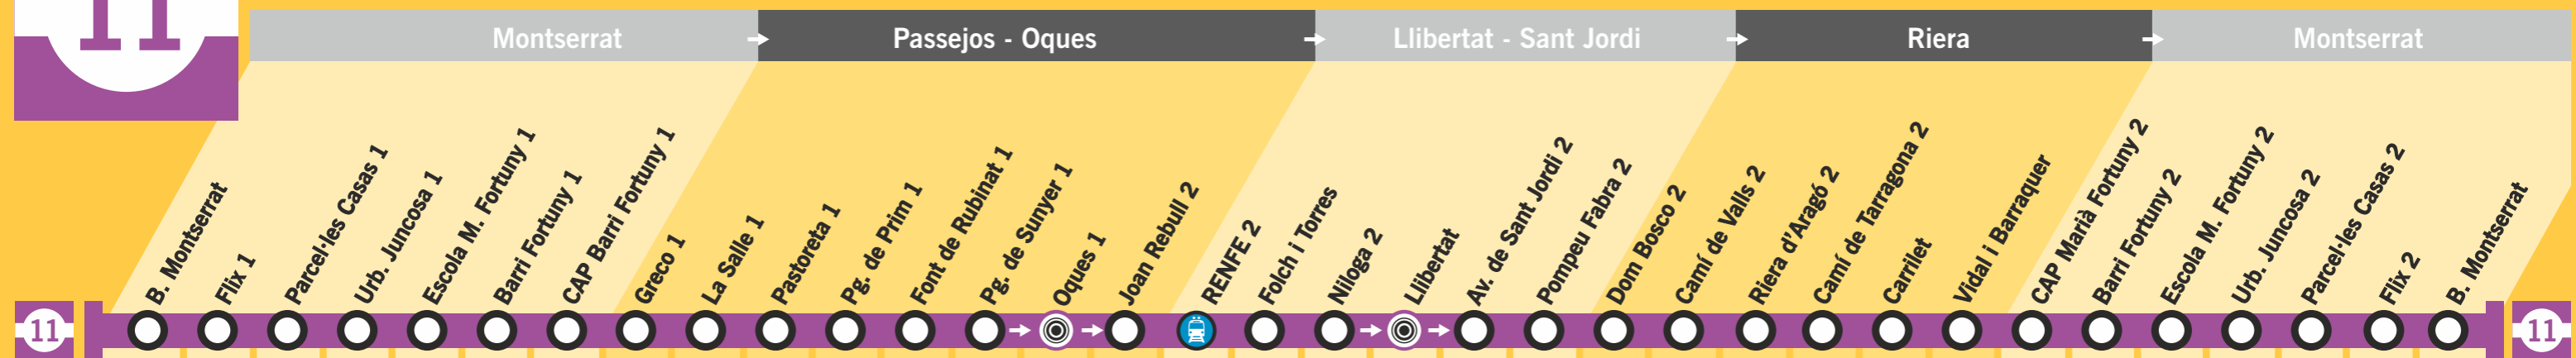 11
Montserrat
Passejos - Oques
Llibertat - Sant Jordi
Riera
Montserrat
B. Montserrat
Flix 1
Parcel·les Casas 1
Urb. Juncosa 1
Escola M. Fortuny 1
Barri Fortuny 1
CAP Barri Fortuny 1
Greco 1
La Salle 1
Pastoreta 1
Pg. de Prim 1
Font de Rubinat 1
Pg. de Sunyer 1
Oques 1
Joan Rebull 2
RENFE 2
Folch i Torres
Niloga 2
Llibertat
Av. de Sant Jordi 2
Pompeu Fabra 2
Dom Bosco 2
Camí de Valls 2
Riera d'Aragó 2
Camí de Tarragona 2
Carrilet
Vidal i Barraquer
CAP Marià Fortuny 2
Barri Fortuny 2
Escola M. Fortuny 2
Urb. Juncosa 2
Parcel·les Casas 2
Flix 2
B. Montserrat
11
11